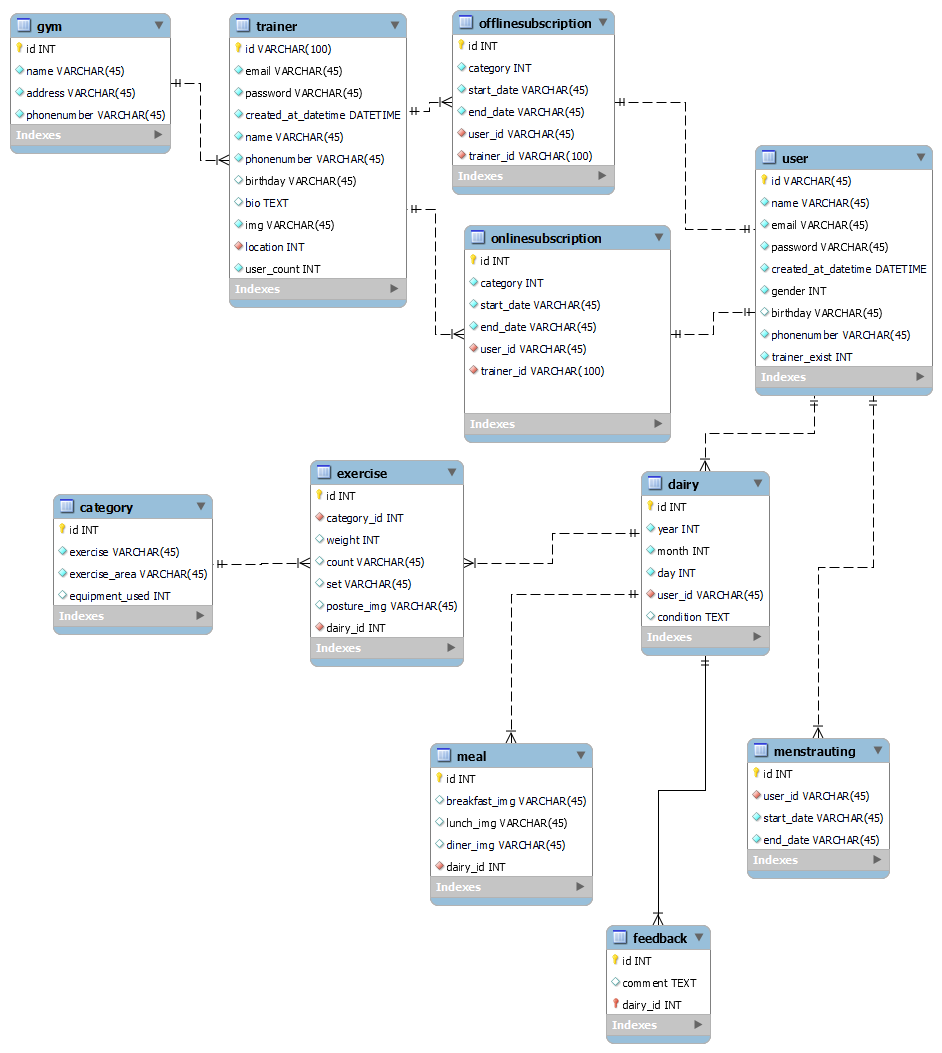 gym
id INT
name VARCHAR(45)
address VARCHAR(45)
phonenumber VARCHAR(45)
Indexes
trainer
id VARCHAR(100)
email VARCHAR(45)
password VARCHAR(45)
created_at_datetime DATETIME
name VARCHAR(45)
phonenumber VARCHAR(45)
birthday VARCHAR(45)
bio TEXT
img VARCHAR(45)
location INT
user_count INT
Indexes
offlinesubscription
id INT
category INT
start_date VARCHAR(45)
end_date VARCHAR(45)
user_id VARCHAR(45)
trainer_id VARCHAR(100)
Indexes
onlinesubscription
id INT
category INT
start_date VARCHAR(45)
end_date VARCHAR(45)
user_id VARCHAR(45)
trainer_id VARCHAR(100)
Indexes
user
id VARCHAR(45)
name VARCHAR(45)
email VARCHAR(45)
password VARCHAR(45)
created_at_datetime DATETIME
gender INT
birthday VARCHAR(45)
phonenumber VARCHAR(45)
trainer_exist INT
Indexes
category
id INT
exercise VARCHAR(45)
exercise_area VARCHAR(45)
equipment_used INT
Indexes
exercise
id INT
category_id INT
weight INT
count VARCHAR(45)
set VARCHAR(45)
posture_img VARCHAR(45)
dairy_id INT
Indexes
dairy
id INT
year INT
month INT
day INT
user_id VARCHAR(45)
condition TEXT
Indexes
meal
id INT
breakfast_img VARCHAR(45)
lunch_img VARCHAR(45)
diner_img VARCHAR(45)
dairy_id INT
Indexes
menstrauting
id INT
user_id VARCHAR(45)
start_date VARCHAR(45)
end_date VARCHAR(45)
Indexes
feedback
id INT
comment TEXT
dairy_id INT
Indexes